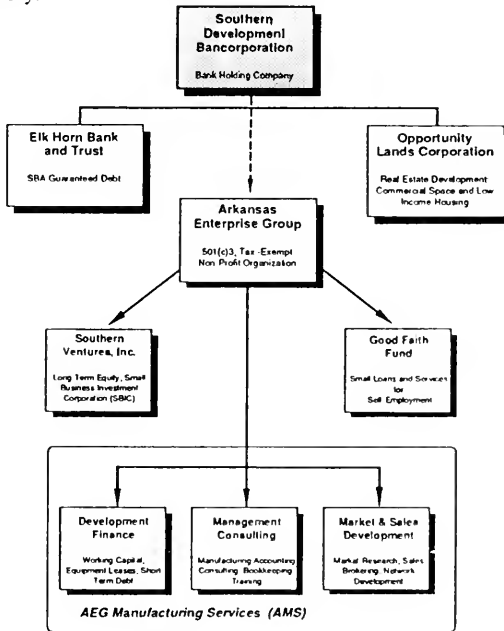 Southern
Development
Bancorporation
Bank Holding Company
Elk Horn Bank
and Trust
SBA Guaranteed Debt
Opportunity
Lands Corporation
Real Estate Development
Commercial Space and Low
Income Housing
Arkansas
Enterprise Group
501(c)3, Tax-Exempt
Non Profit Organization
Southern
Ventures, Inc.
Long Term Equity, Small
Business Investment
Corporation (SBIC)
Good Faith
Fund
Small Loans and Services
for
Self Employment
Development
Finance
Working Capital,
Equipment Leases, Short
Term Debt
Management
Consulting
Manufacturing Accounting
Consulting Bookkeeping
Training
Market & Sales
Development
Market Research, Sales
Brokering, Network
Development
AEG Manufacturing Services (AMS)